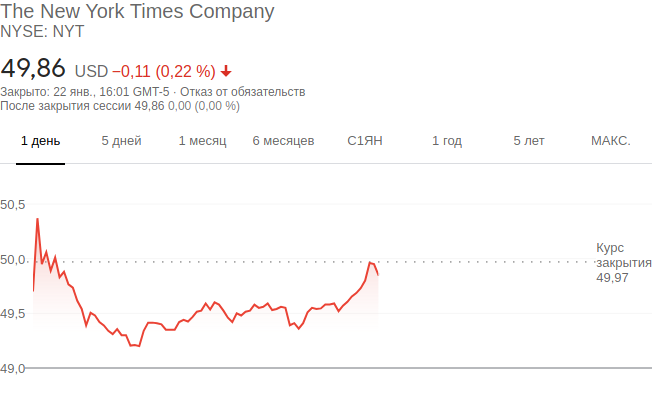 The New York Times Company
NYSE: NYT
49,86 USD −0,11 (0,22 %)
Закрыто: 22 янв., 16:01 GMT-5 · Отказ от обязательств
После закрытия сессии 49,86 0,00 (0,00 %)
1 день 5 дней 1 месяц 6 месяцев С1ЯН 1 год 5 лет МАКС.
50,5
50,0
Курс
закрытия
49,97
49,5
49,0